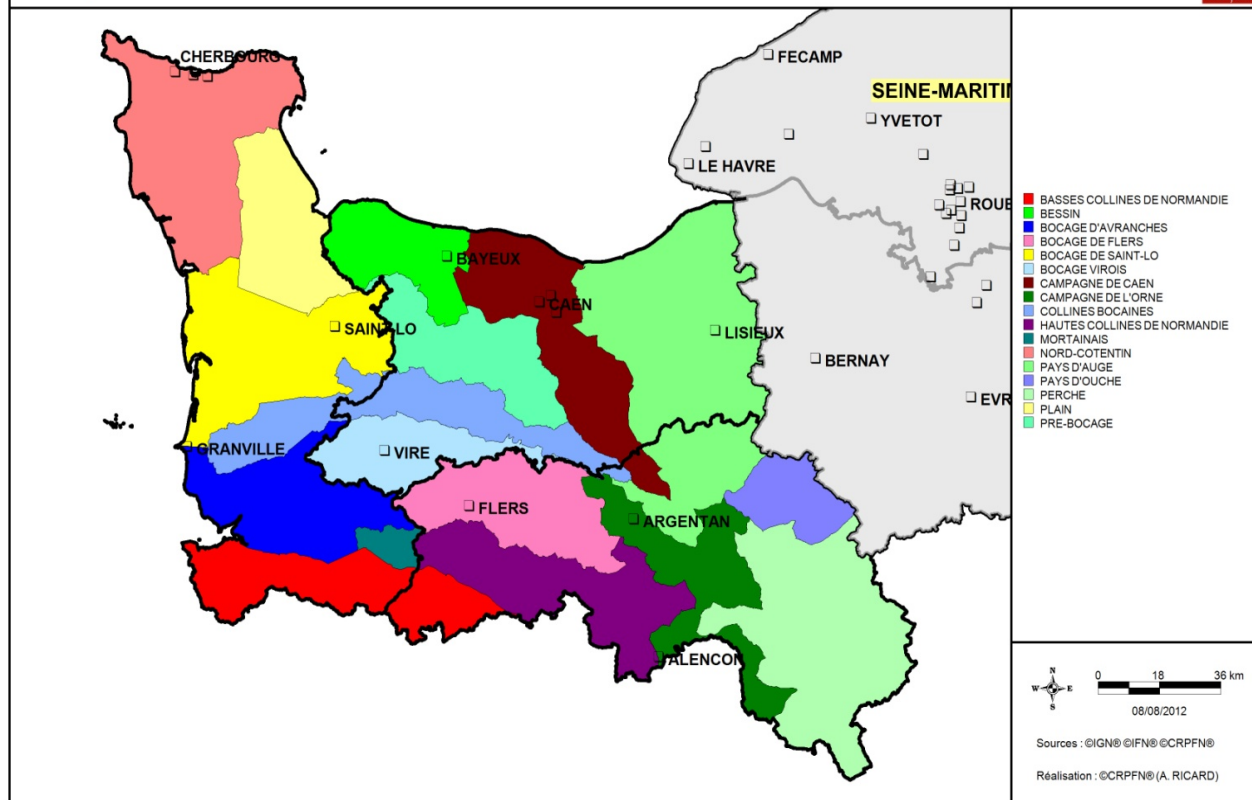 CHERBOURG
FECAMP
SEINE-MARITI
YVETOT
LE HAVRE
ROUE
BAYEUX
CAEN
SAINT-LO
LISIEUX
BERNAY
EVR
GRANVILLE
VIRE
FLERS
ARGENTAN
ALENCON
BASSES COLLINES DE NORMANDIE
BESSIN
BOCAGE D'AVRANCHES
BOCAGE DE FLERS
BOCAGE DE SAINT-LO
BOCAGE VIROIS
CAMPAGNE DE CAEN
CAMPAGNE DE L'ORNE
COLLINES BOCAINES
HAUTES COLLINES DE NORMANDIE
MORTAINAIS
NORD-COTENTIN
PAYS D'AUGE
PAYS D'OUCHE
PERCHE
PLAIN
PRE-BOCAGE
N
W E
S
0 18 36 km
08/08/2012
Sources : ©IGN® ©IFN® ©CRPFN®
Réalisation : ©CRPFN® (A. RICARD)